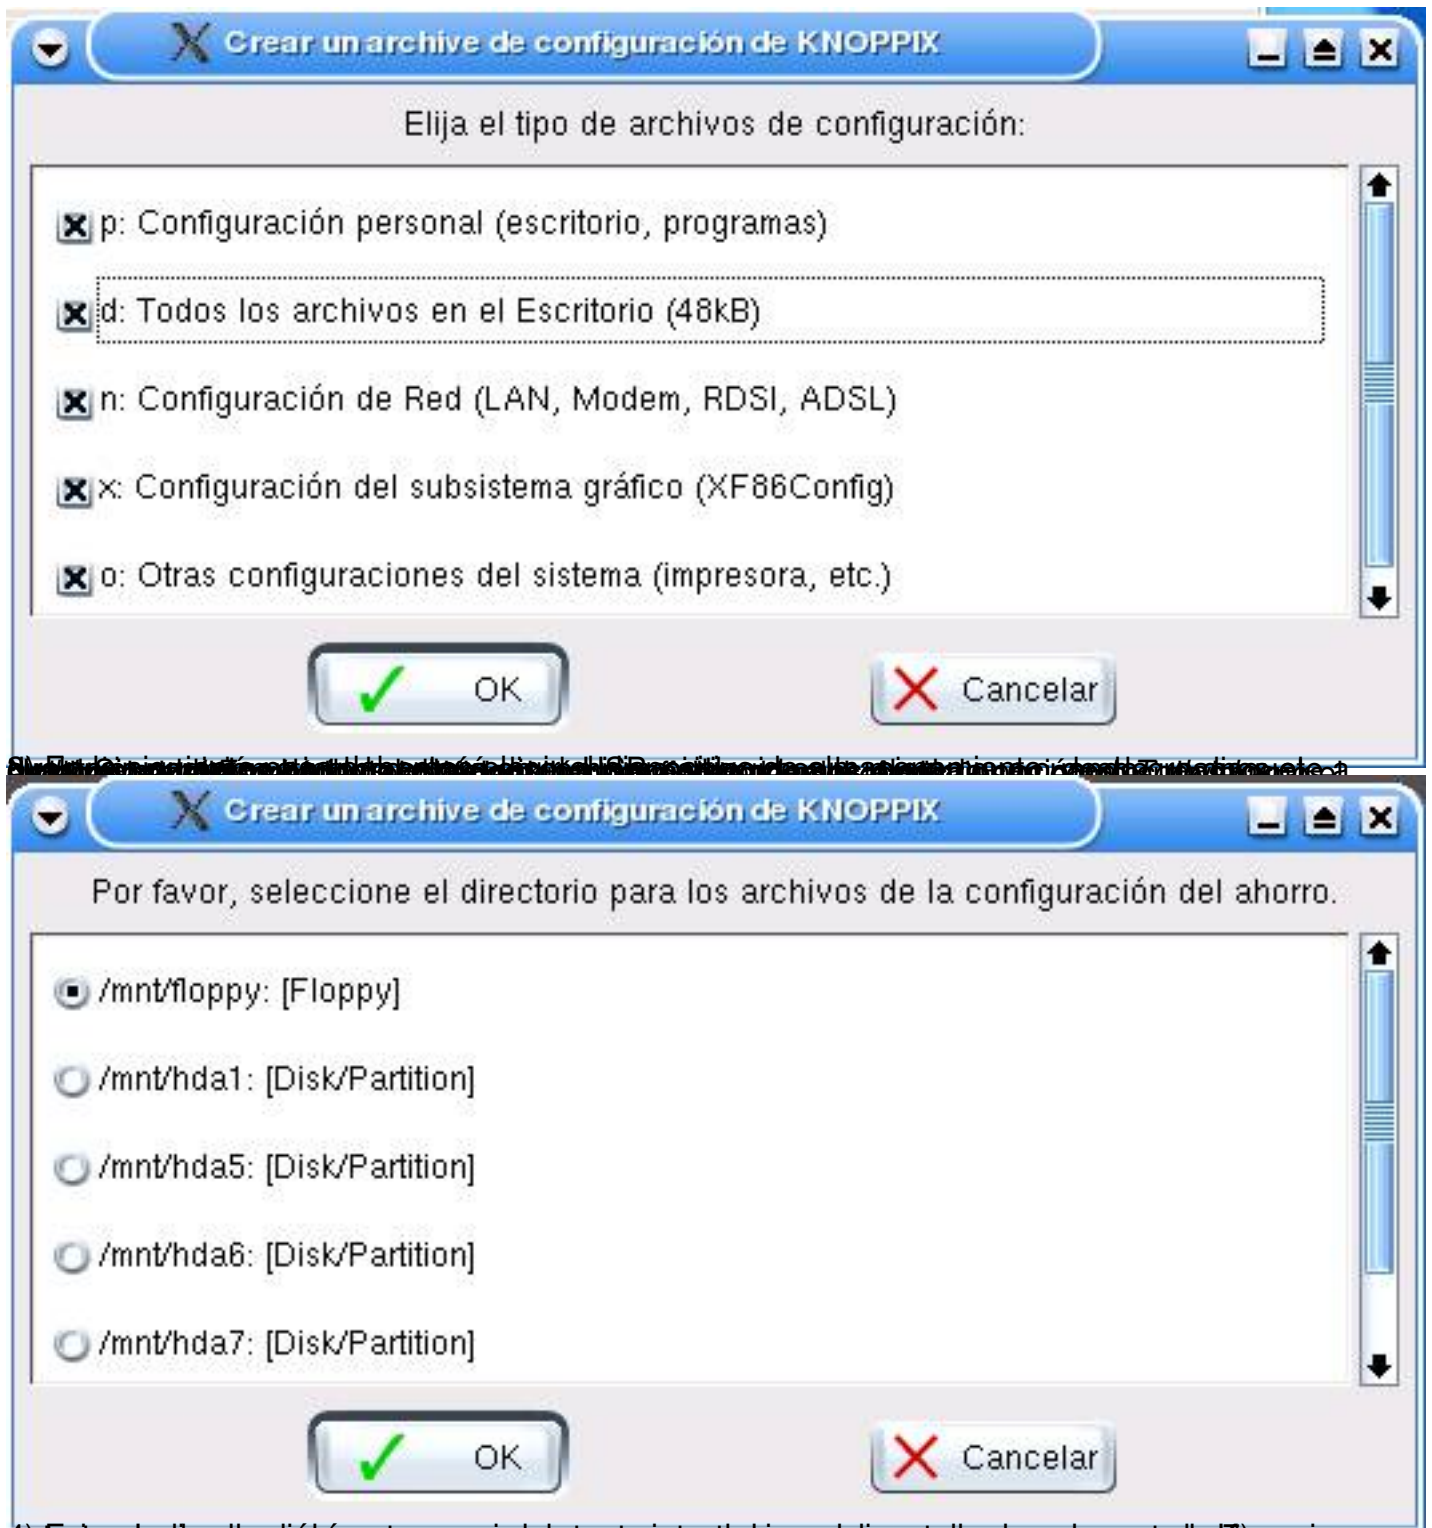 Crear un archive de configuración de KNOPPIX
Elija el tipo de archivos de configuración:
p: Configuración personal (escritorio, programas)
d: Todos los archivos en el Escritorio (48kB)
n: Configuración de Red (LAN, Modem, RDSI, ADSL)
x: Configuración del subsistema gráfico (XF86Config)
o: Otras configuraciones del sistema (impresora, etc.)
OK Cancelar
Crear un archive de configuración de KNOPPIX
Por favor, seleccione el directorio para los archivos de la configuración del ahorro.
/mnt/floppy: [Floppy]
/mnt/hda1: [Disk/Partition]
/mnt/hda5: [Disk/Partition]
/mnt/hda6: [Disk/Partition]
/mnt/hda7: [Disk/Partition]
OK Cancelar